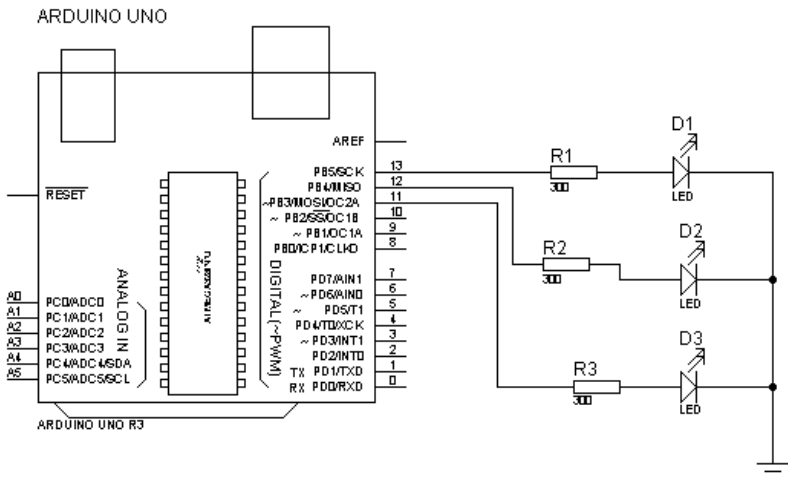 ARDUINO UNO
AREF
RESET
PB5/SCK 13
PB4/MISO 12
~PB3/MOSI/OC2A 11
~ PB2/SS/OC1B 10
~ PB1/OC1A 9
PB0/ICP1/CLKO 8
PD7/AIN1 7
~PD6/AIN0 6
~ PD5/T1 5
PD4/T0/XCK 4
~ PD3/INT1 3
PD2/INT0 2
TX PD1/TXD 1
RX PD0/RXD 0
A0 PC0/ADC0
A1 PC1/ADC1
A2 PC2/ADC2
A3 PC3/ADC3
A4 PC4/ADC4/SDA
A5 PC5/ADC5/SCL
ANALOG IN
DIGITAL (~PWM)
ARDUINO UNO R3
R1
300
D1
LED
R2
300
D2
LED
R3
300
D3
LED